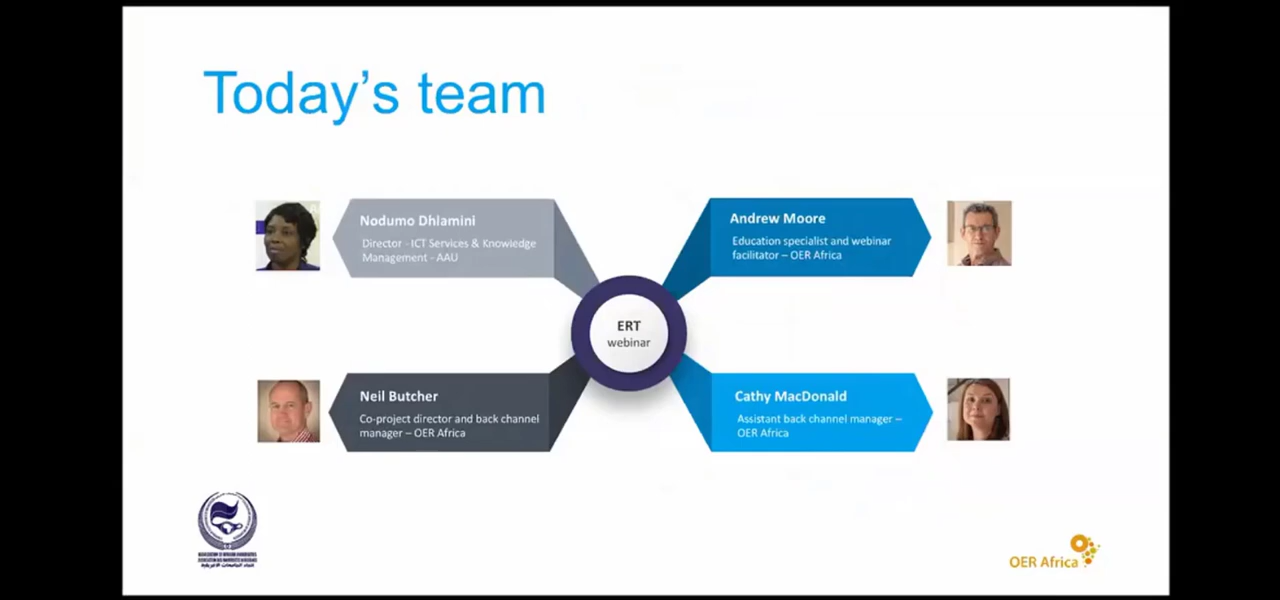 Today's team
Nodumo Dhlamini
Director - ICT Services & Knowledge
Management - AAU
Andrew Moore
Education specialist and webinar
facilitator – OER Africa
ERT
webinar
Neil Butcher
Co-project director and back channel
manager – OER Africa
Cathy MacDonald
Assistant back channel manager –
OER Africa
OER Africa